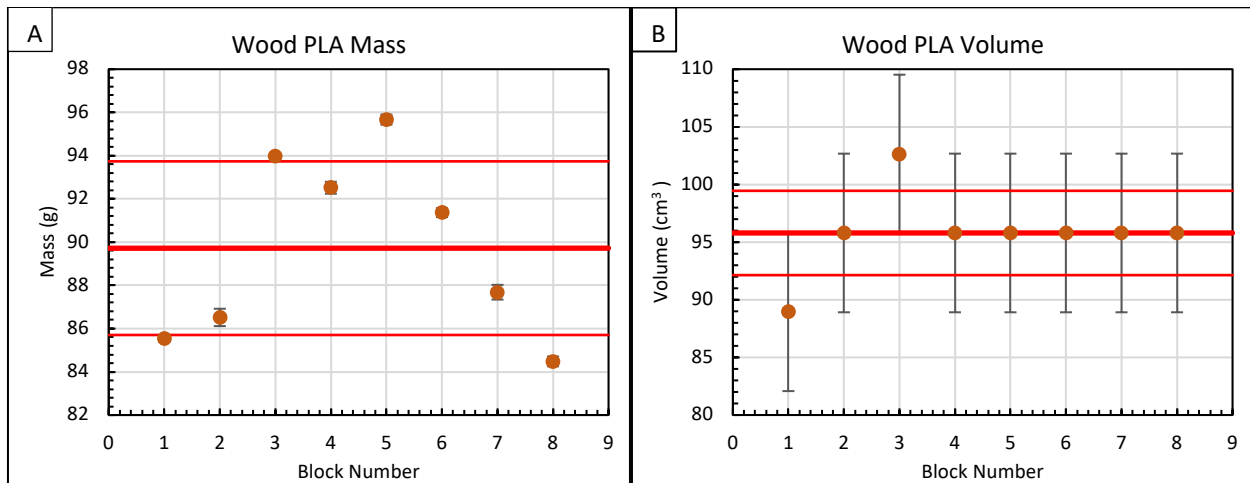 A
Wood PLA Mass
98
96
94
92
90
88
86
84
82
Mass (g)
0 1 2 3 4 5 6 7 8 9
Block Number
B
Wood PLA Volume
110
105
100
95
90
85
80
Volume (cm³)
0 1 2 3 4 5 6 7 8 9
Block Number